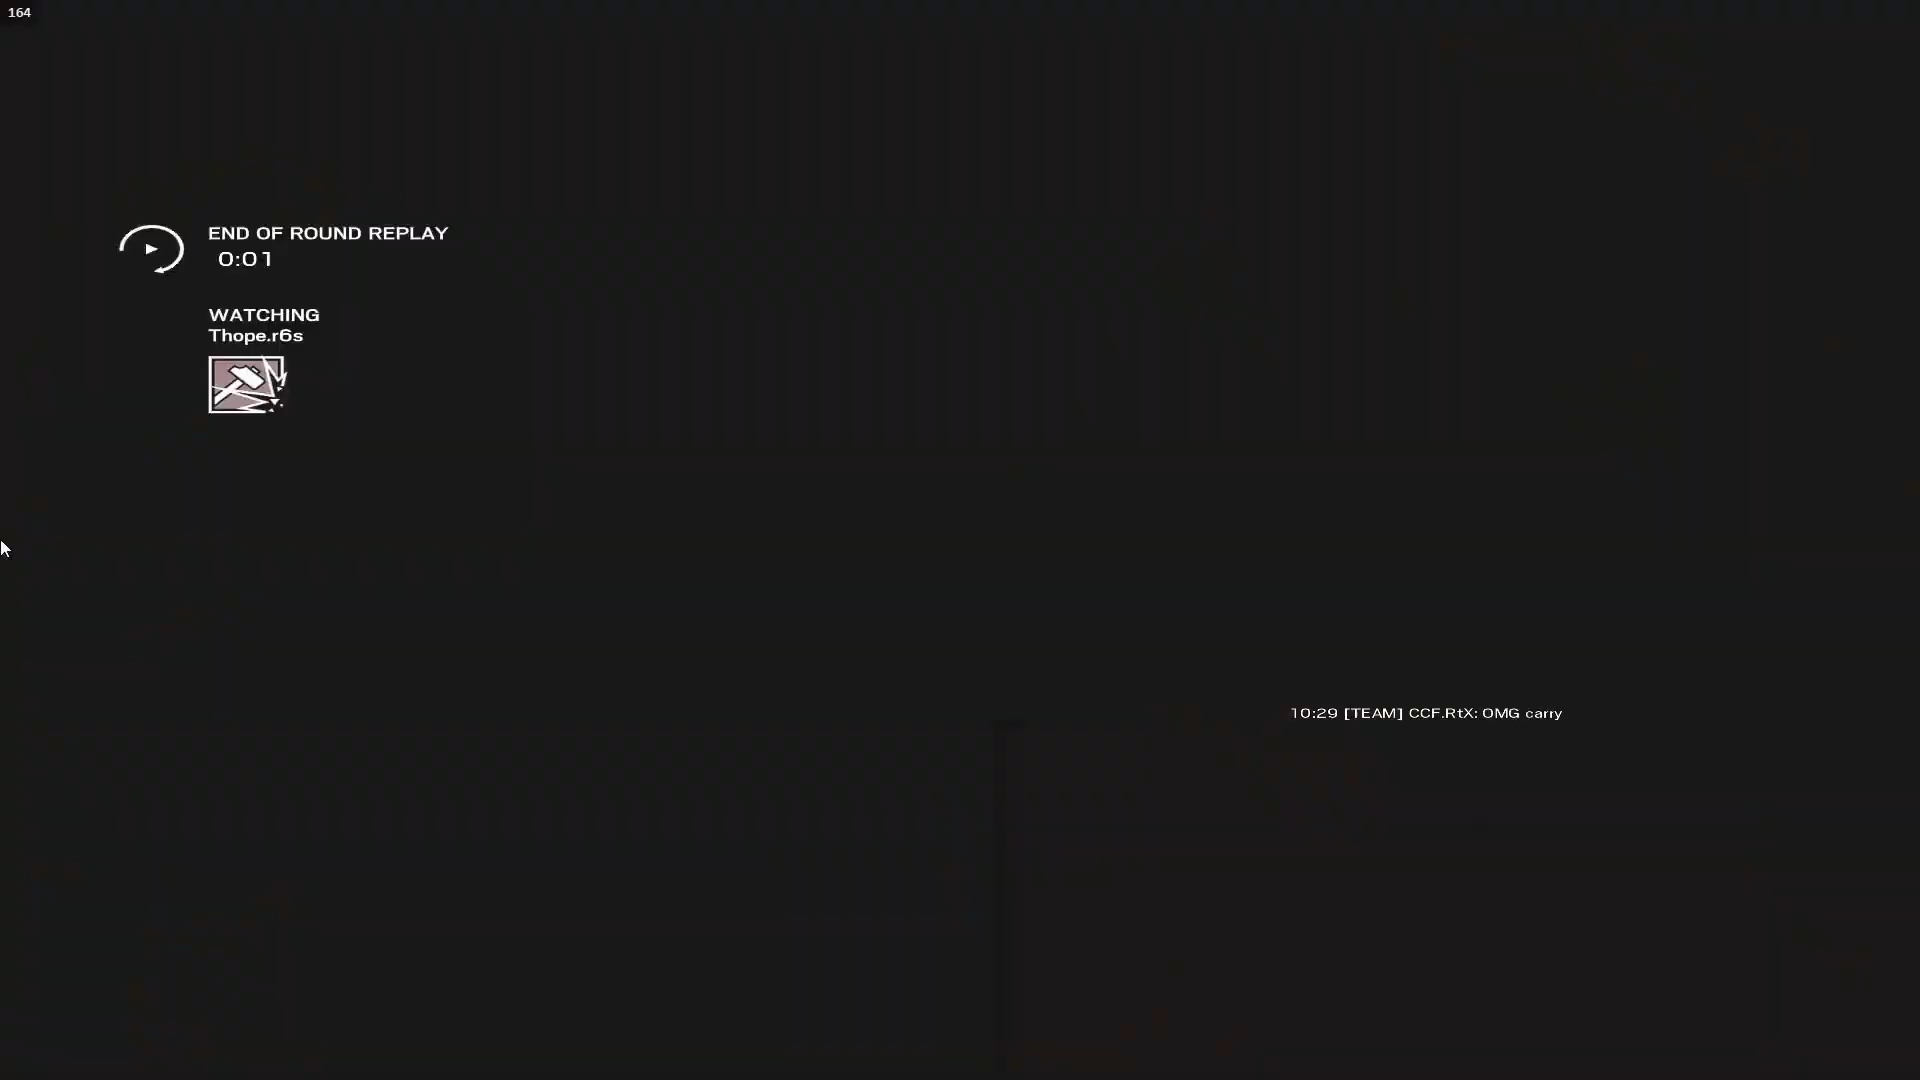 164
END OF ROUND REPLAY
0:01
WATCHING
Thope.r6s
10:29 [TEAM] CCF.RtX: OMG carry